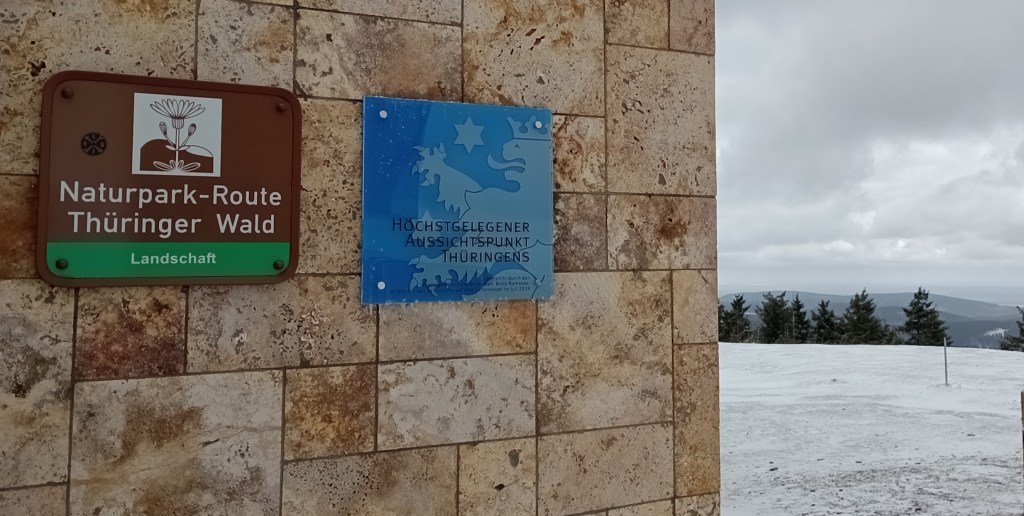 Naturpark-Route
Thüringer Wald
Landschaft
Höchstgelegener
Aussichtspunkt
Thüringens